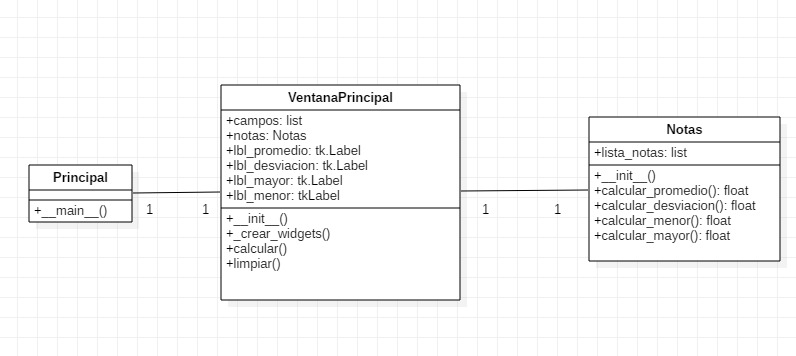 Principal
+__main__()
1
1
VentanaPrincipal
+campos: list
+notas: Notas
+lbl_promedio: tk.Label
+lbl_desviacion: tk.Label
+lbl_mayor: tk.Label
+lbl_menor: tkLabel
+__init__()
+_crear_widgets()
+calcular()
+limpiar()
1
1
Notas
+lista_notas: list
+__init__()
+calcular_promedio(): float
+calcular_desviacion(): float
+calcular_menor(): float
+calcular_mayor(): float